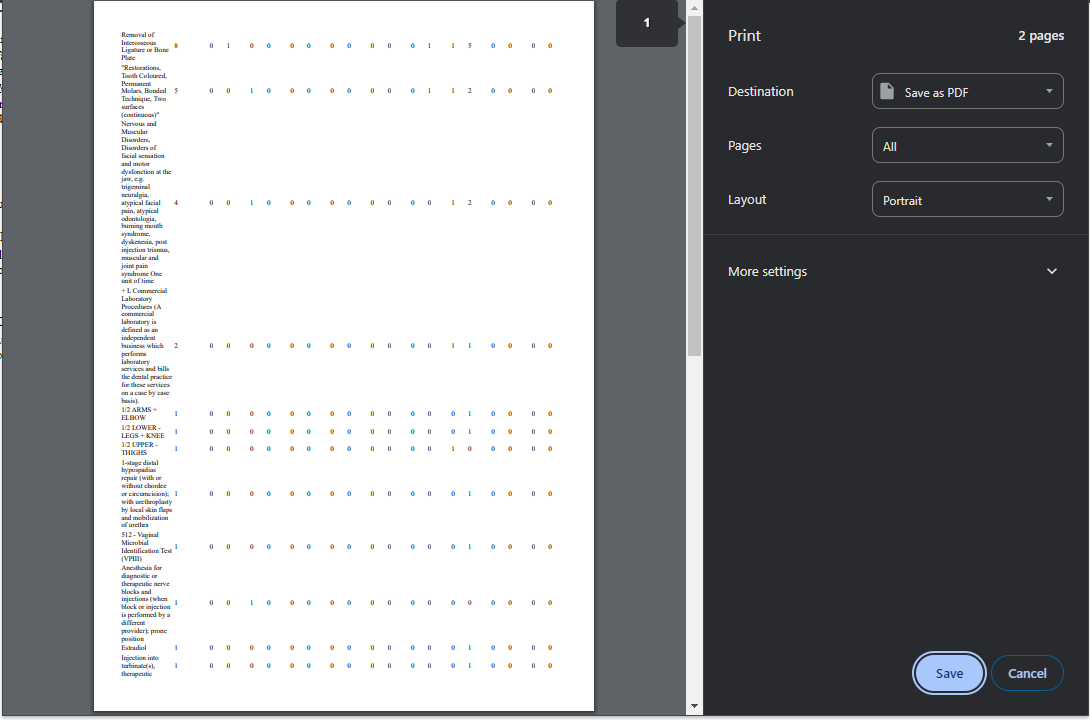 1
Print
2 pages
Destination
Save as PDF
Pages
All
Layout
Portrait
More settings
Save
Cancel
Removal of
Interosseous
Ligature or Bone
Plate
8 0 1 0 0 0 0 0 0 0 0 0 1 1 5 0 0 0 0
"Restorations,
Tooth Coloured,
Permanent
Molars, Bonded
Technique, Two
surfaces
(continuous)"
5 0 0 1 0 0 0 0 0 0 0 0 1 1 2 0 0 0 0
Nervous and
Muscular
Disorders,
Disorders of
facial sensation
and motor
dysfunction at the
jaw, e.g.
trigeminal
neuralgia,
atypical facial
pain, atypical
odontologia,
burning mouth
syndrome,
dyskenesia, post
injection trismus,
muscular and
joint pain
syndrome One
unit of time
4 0 0 1 0 0 0 0 0 0 0 0 0 1 2 0 0 0 0
+ L Commercial
Laboratory
Procedures (A
commercial
laboratory is
defined as an
independent
business which
performs
laboratory
services and bills
the dental practice
for these services
on a case by case
basis).
2 0 0 0 0 0 0 0 0 0 0 0 0 1 1 0 0 0 0
1/2 ARMS +
ELBOW
1 0 0 0 0 0 0 0 0 0 0 0 0 0 1 0 0 0 0
1/2 LOWER -
LEGS + KNEE
1 0 0 0 0 0 0 0 0 0 0 0 0 0 1 0 0 0 0
1/2 UPPER -
THIGHS
1 0 0 0 0 0 0 0 0 0 0 0 0 1 0 0 0 0 0
1-stage distal
hypospadias
repair (with or
without chordee
or circumcision);
with urethroplasty
by local skin flaps
and mobilization
of urethra
1 0 0 0 0 0 0 0 0 0 0 0 0 0 1 0 0 0 0
512 - Vaginal
Microbial
Identification Test
(VPIII)
1 0 0 0 0 0 0 0 0 0 0 0 0 0 1 0 0 0 0
Anesthesia for
diagnostic or
therapeutic nerve
blocks and
injections (when
block or injection
is performed by a
different
provider); prone
position
1 0 0 1 0 0 0 0 0 0 0 0 0 0 0 0 0 0 0
Estradiol 1 0 0 0 0 0 0 0 0 0 0 0 0 0 1 0 0 0 0
Injection into
turbinate(s),
therapeutic
1 0 0 0 0 0 0 0 0 0 0 0 0 0 1 0 0 0 0